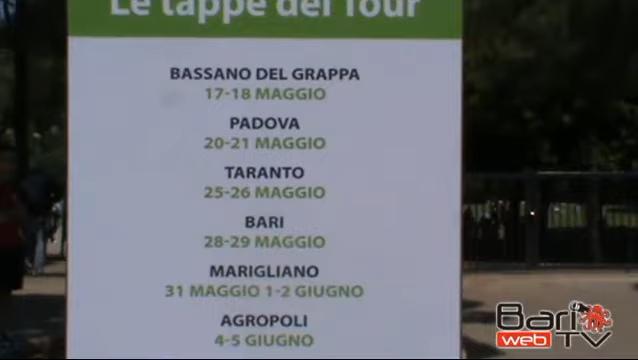 Le tappe del Tour
BASSANO DEL GRAPPA
17-18 MAGGIO
PADOVA
20-21 MAGGIO
TARANTO
25-26 MAGGIO
BARI
28-29 MAGGIO
MARIGLIANO
31 MAGGIO 1-2 GIUGNO
AGROPOLI
4-5 GIUGNO
Bari
web TV